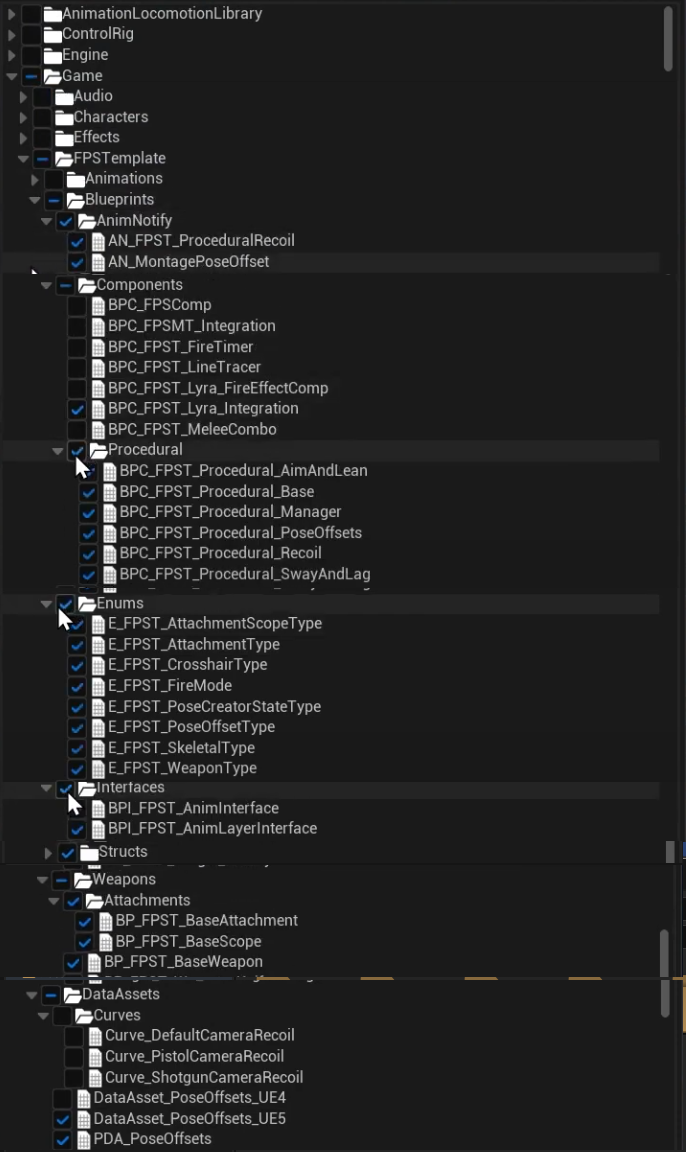 AnimationLocomotionLibrary
ControlRig
Engine
Game
Audio
Characters
Effects
FPSTemplate
Animations
Blueprints
AnimNotify
AN_FPST_ProceduralRecoil
AN_MontagePoseOffset
Components
BPC_FPSComp
BPC_FPSMT_Integration
BPC_FPST_FireTimer
BPC_FPST_LineTracer
BPC_FPST_Lyra_FireEffectComp
BPC_FPST_Lyra_Integration
BPC_FPST_MeleeCombo
Procedural
BPC_FPST_Procedural_AimAndLean
BPC_FPST_Procedural_Base
BPC_FPST_Procedural_Manager
BPC_FPST_Procedural_PoseOffsets
BPC_FPST_Procedural_Recoil
BPC_FPST_Procedural_SwayAndLag
Enums
E_FPST_AttachmentScopeType
E_FPST_AttachmentType
E_FPST_CrosshairType
E_FPST_FireMode
E_FPST_PoseCreatorStateType
E_FPST_PoseOffsetType
E_FPST_SkeletalType
E_FPST_WeaponType
Interfaces
BPI_FPST_AnimInterface
BPI_FPST_AnimLayerInterface
Structs
Weapons
Attachments
BP_FPST_BaseAttachment
BP_FPST_BaseScope
BP_FPST_BaseWeapon
DataAssets
Curves
Curve_DefaultCameraRecoil
Curve_PistolCameraRecoil
Curve_ShotgunCameraRecoil
DataAsset_PoseOffsets_UE4
DataAsset_PoseOffsets_UE5
PDA_PoseOffsets